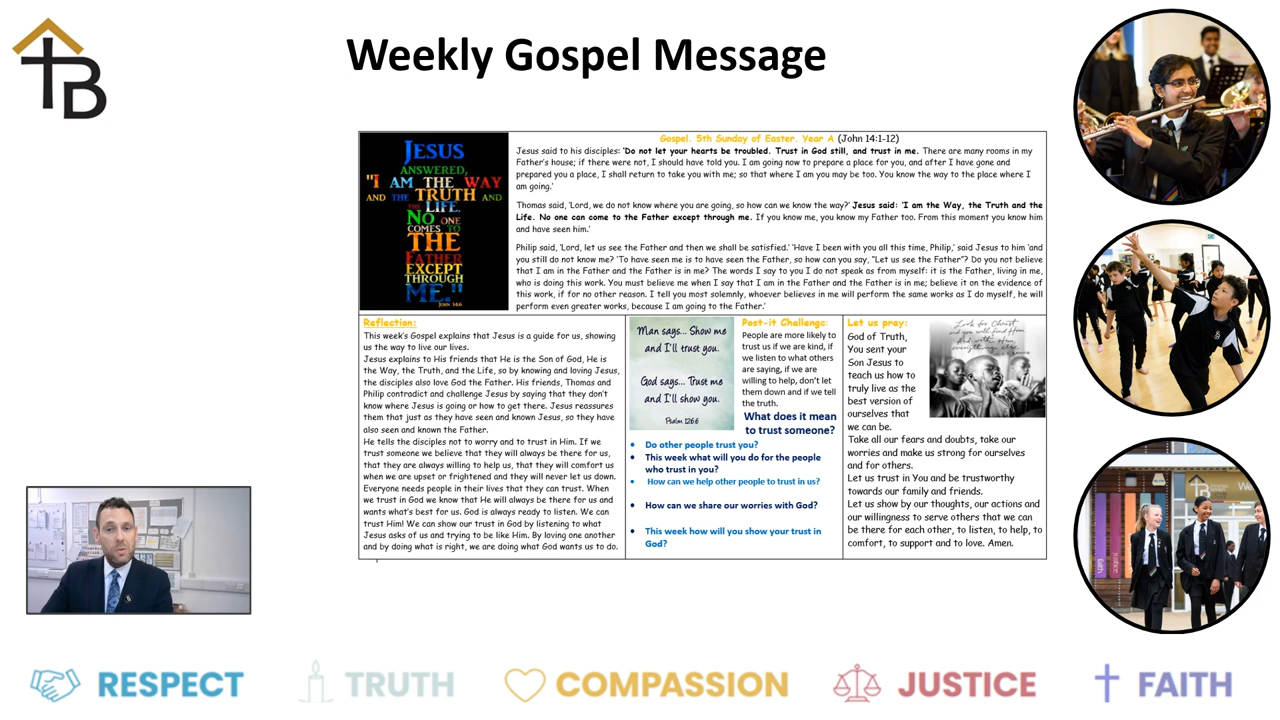 TB
Weekly Gospel Message
JESUS
ANSWERED,
"I AM THE WAY
AND THE TRUTH AND
THE LIFE.
NO ONE
COMES TO
THE
FATHER
EXCEPT
THROUGH
ME."
JOHN 14:6
Gospel. 5th Sunday of Easter. Year A (John 14:1-12)
Jesus said to his disciples: 'Do not let your hearts be troubled. Trust in God still, and trust in me. There are many rooms in my
Father's house; if there were not, I should have told you. I am going now to prepare a place for you, and after I have gone and
prepared you a place, I shall return to take you with me; so that where I am you may be too. You know the way to the place where I
am going.'
Thomas said, 'Lord, we do not know where you are going, so how can we know the way?' Jesus said: 'I am the Way, the Truth and the
Life. No one can come to the Father except through me. If you know me, you know my Father too. From this moment you know him
and have seen him.'
Philip said, 'Lord, let us see the Father and then we shall be satisfied.' 'Have I been with you all this time, Philip,' said Jesus to him 'and
you still do not know me? 'To have seen me is to have seen the Father, so how can you say, "Let us see the Father"? Do you not believe
that I am in the Father and the Father is in me? The words I say to you I do not speak as from myself: it is the Father, living in me,
who is doing this work. You must believe me when I say that I am in the Father and the Father is in me; believe it on the evidence of
this work, if for no other reason. I tell you most solemnly, whoever believes in me will perform the same works as I do myself, he will
perform even greater works, because I am going to the Father.'
Reflection:
This week's Gospel explains that Jesus is a guide for us, showing
us the way to live our lives.
Jesus explains to His friends that He is the Son of God, He is
the Way, the Truth, and the Life, so by knowing and loving Jesus,
the disciples also love God the Father. His friends, Thomas and
Philip contradict and challenge Jesus by saying that they don't
know where Jesus is going or how to get there. Jesus reassures
them that just as they have seen and known Jesus, so they have
also seen and known the Father.
He tells the disciples not to worry and to trust in Him. If we
trust someone we believe that they will always be there for us,
that they are always willing to help us, that they will comfort us
when we are upset or frightened and they will never let us down.
Everyone needs people in their lives that they can trust. When
we trust in God we know that He will always be there for us and
wants what's best for us. God is always ready to listen. We can
trust Him! We can show our trust in God by listening to what
Jesus asks of us and trying to be like Him. By loving one another
and by doing what is right, we are doing what God wants us to do.
Man says... Show me
and I'll trust you.
God says... Trust me
and I'll show you.
Psalm 126:6
Post-it Challenge:
People are more likely to
trust us if we are kind, if
we listen to what others
are saying, if we are
willing to help, don't let
them down and if we tell
the truth.
What does it mean
to trust someone?
• Do other people trust you?
• This week what will you do for the people
who trust in you?
• How can we help other people to trust in us?
• How can we share our worries with God?
• This week how will you show your trust in
God?
Let us pray:
God of Truth,
You sent your
Son Jesus to
teach us how to
truly live as the
best version of
ourselves that
we can be.
Take all our fears and doubts, take our
worries and make us strong for ourselves
and for others.
Let us trust in You and be trustworthy
towards our family and friends.
Let us show by our thoughts, our actions and
our willingness to serve others that we can
be there for each other, to listen, to help, to
comfort, to support and to love. Amen.
Look for Christ
and you will find Him
And with Him,
everything else
faith
justice
RESPECT
TRUTH
COMPASSION
JUSTICE
FAITH